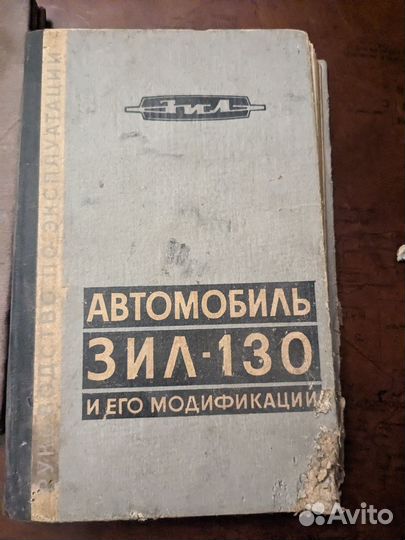 ЗИЛ
РУКОВОДСТВО ПО ЭКСПЛУАТАЦИИ
АВТОМОБИЛЬ
ЗИЛ-130
И ЕГО МОДИФИКАЦИИ
Avito